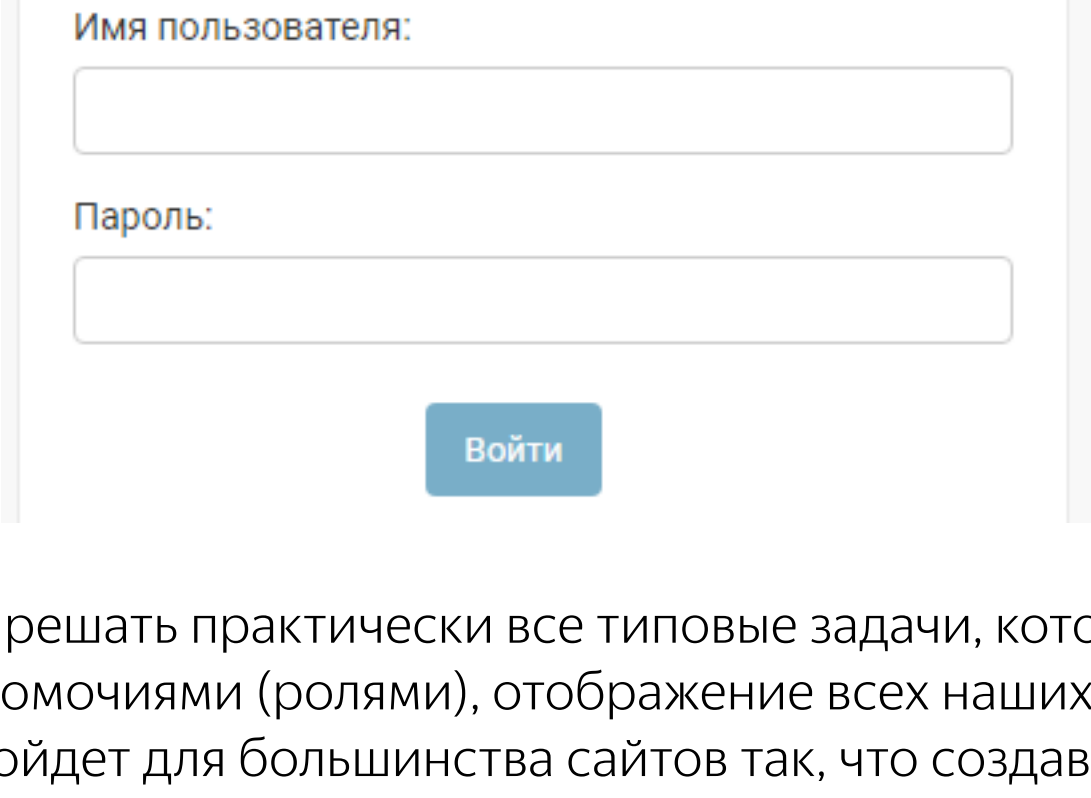 Имя пользователя:
Пароль:
Войти
решать практически все типовые задачи, кото
омочиями (ролями), отображение всех наших
ойдет для большинства сайтов так, что создав